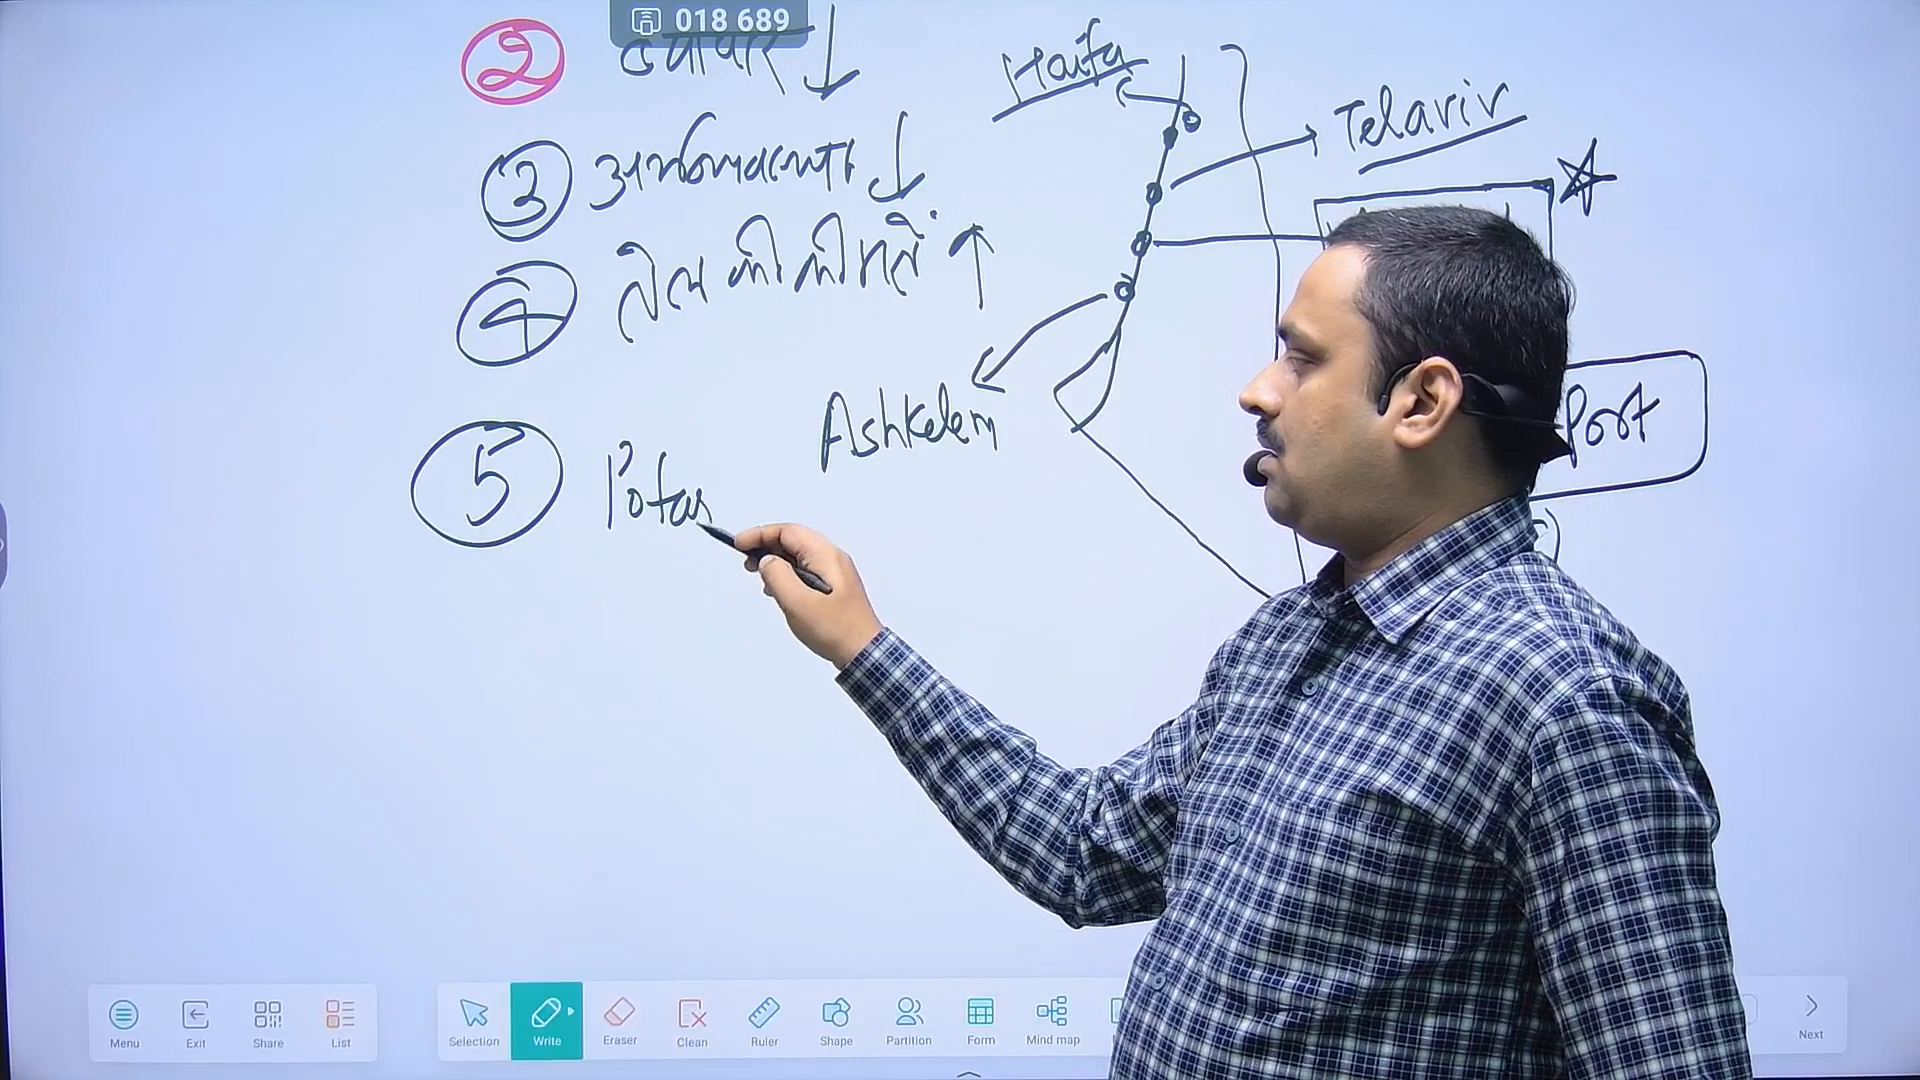 018 689
② व्यापार ↓
③ अर्थव्यवस्था ↓
④ तेल की कीमतें ↑
⑤ Potas
Haifa
Telaviv
Ashkelem
Port
Menu
Exit
Share
List
Selection
Write
Eraser
Clean
Ruler
Shape
Partition
Form
Mind map
Next